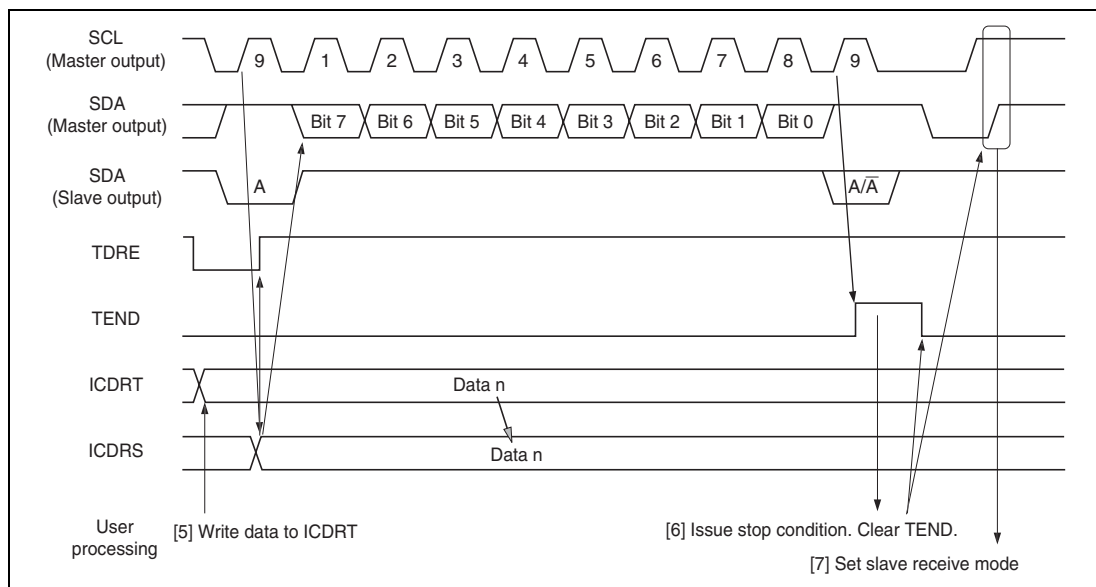 SCL
(Master output)
9 1 2 3 4 5 6 7 8 9
SDA
(Master output)
Bit 7 Bit 6 Bit 5 Bit 4 Bit 3 Bit 2 Bit 1 Bit 0
SDA
(Slave output)
A A/A̅
TDRE
TEND
ICDRT
Data n
ICDRS
Data n
User
processing
[5] Write data to ICDRT
[6] Issue stop condition. Clear TEND.
[7] Set slave receive mode